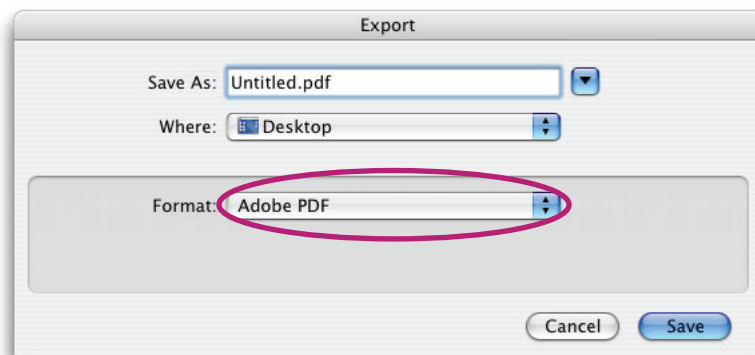 Export
Save As: Untitled.pdf
Where: Desktop
Format: Adobe PDF
Cancel Save